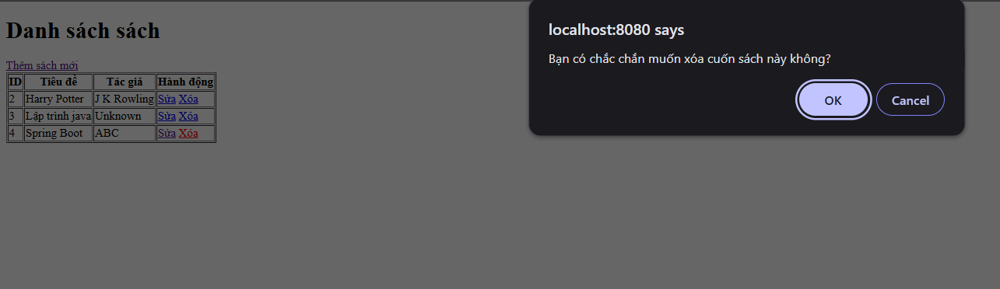 Danh sách sách
Thêm sách mới
ID Tiêu đề Tác giả Hành động
2 Harry Potter J K Rowling Sửa Xóa
3 Lập trình java Unknown Sửa Xóa
4 Spring Boot ABC Sửa Xóa
localhost:8080 says
Bạn có chắc chắn muốn xóa cuốn sách này không?
OK Cancel